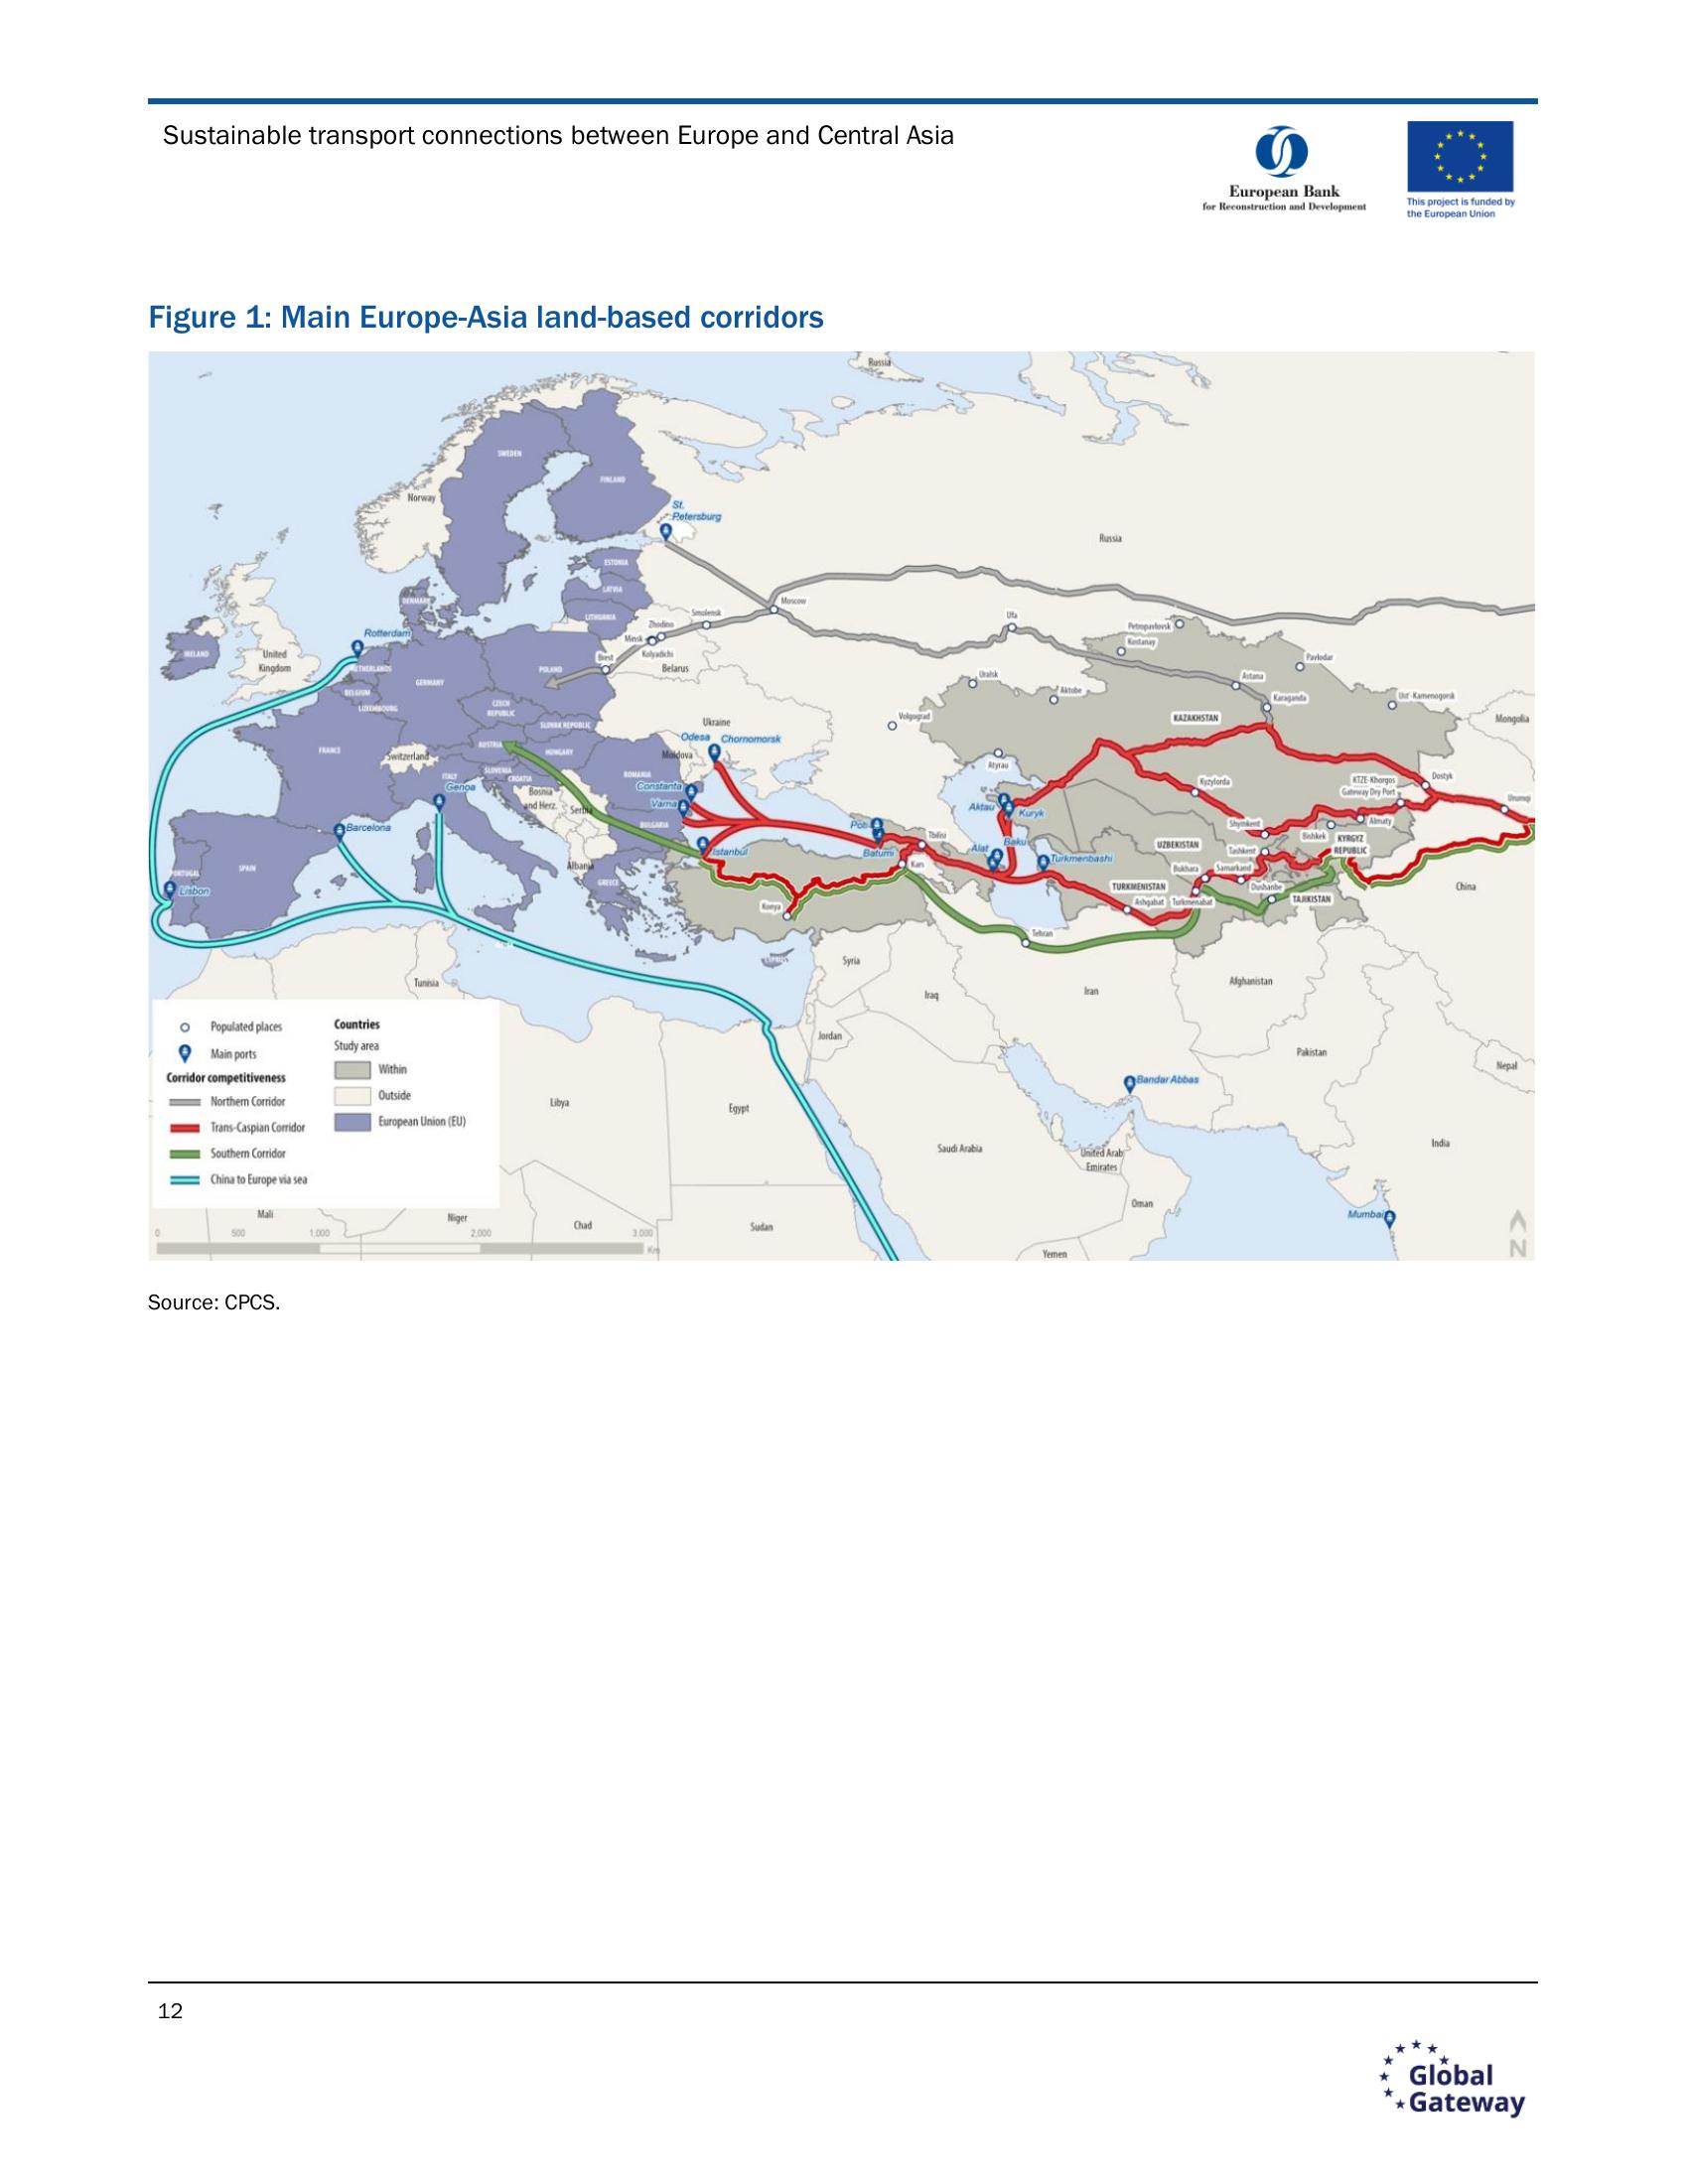 Sustainable transport connections between Europe and Central Asia
European Bank
for Reconstruction and Development
This project is funded by
the European Union
Figure 1: Main Europe-Asia land-based corridors
Russia
SWEDEN
FINLAND
Norway
St.
Petersburg
Russia
ESTONIA
LATVIA
DENMARK
LITHUANIA
Moscow
Smolensk
Zhodino
Minsk
Kolyadichi
Ufa
Petropavlovsk
Kostanay
Rotterdam
IRELAND
United
Kingdom
NETHERLANDS
Brest
Belarus
POLAND
Pavlodar
BELGIUM
GERMANY
LUXEMBOURG
Uralsk
Aktobe
Astana
Karaganda
Ust'-Kamenogorsk
CZECH
REPUBLIC
SLOVAK REPUBLIC
Volgograd
KAZAKHSTAN
Mongolia
Ukraine
Odesa
Chornomorsk
FRANCE
Switzerland
AUSTRIA
HUNGARY
Moldova
Atyrau
ITALY
SLOVENIA
CROATIA
ROMANIA
Genoa
Bosnia
and Herz.
Serbia
Constanta
Varna
BULGARIA
Kyzylorda
KTZE-Khorgos
Gateway Dry Port
Dostyk
Urumqi
Aktau
Kuryk
Barcelona
Poti
Batumi
Tbilisi
Baku
Alat
Shymkent
Almaty
Bishkek
KYRGYZ
REPUBLIC
UZBEKISTAN
Tashkent
Istanbul
Kars
Turkmenbashi
Albania
SPAIN
PORTUGAL
Lisbon
GREECE
Bukhara
Samarkand
Dushanbe
TURKMENISTAN
Ashgabat
Turkmenabat
TAJIKISTAN
China
Konya
Tehran
CYPRUS
Syria
Tunisia
Iraq
Iran
Afghanistan
Jordan
Pakistan
Nepal
Bandar Abbas
Libya
Egypt
Saudi Arabia
United Arab
Emirates
India
Oman
Mumbai
Mali
Niger
Chad
Sudan
Yemen
Populated places
Main ports
Corridor competitiveness
Northern Corridor
Trans-Caspian Corridor
Southern Corridor
China to Europe via sea
Countries
Study area
Within
Outside
European Union (EU)
0 500 1,000 2,000 3,000
Km
N
Source: CPCS.
12
Global
Gateway